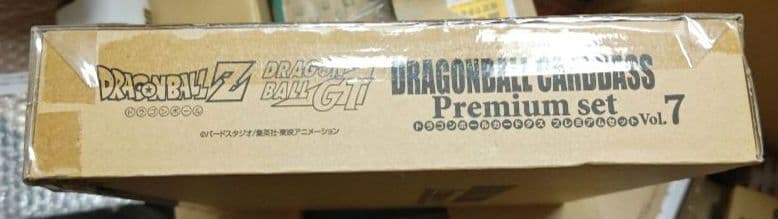 DRAGONBALL Z
ドラゴンボール
DRAGON
BALL GT
DRAGONBALL CARDDASS
Premium set
ドラゴンボールカードダス プレミアムセット Vol.7
©バードスタジオ/集英社・東映アニメーション